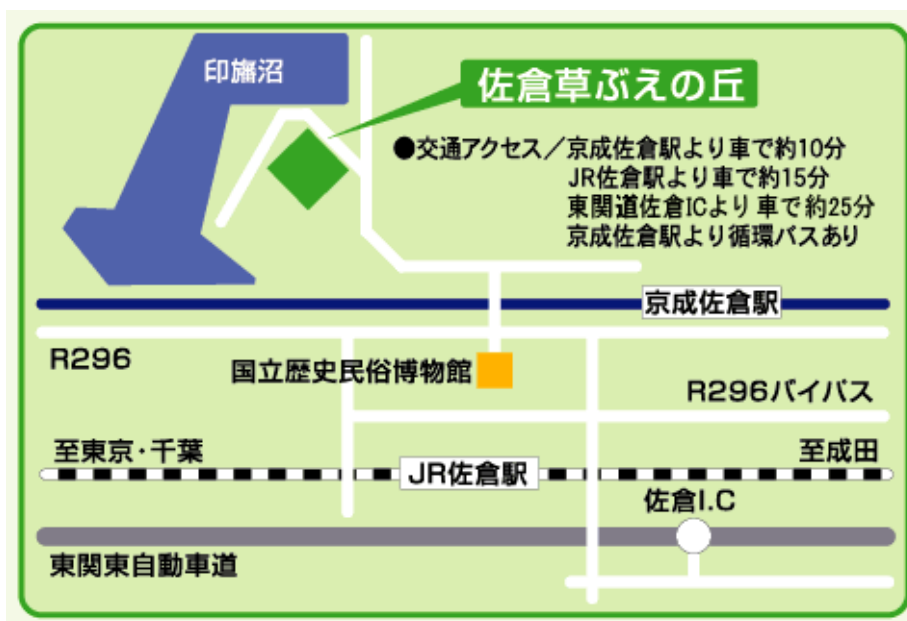 印旛沼
佐倉草ぶえの丘
●交通アクセス／京成佐倉駅より車で約10分
JR佐倉駅より車で約15分
東関道佐倉ICより車で約25分
京成佐倉駅より循環バスあり
京成佐倉駅
R296
国立歴史民俗博物館
R296バイパス
至東京・千葉
至成田
JR佐倉駅
佐倉I.C
東関東自動車道